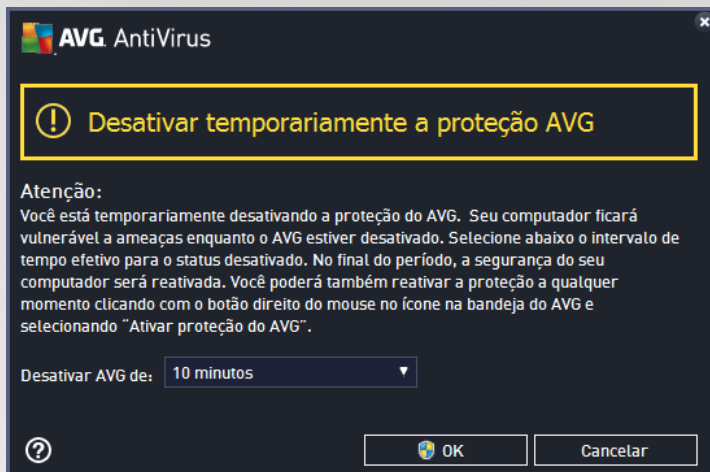 AVG. AntiVirus
Desativar temporariamente a proteção AVG
Atenção:
Você está temporariamente desativando a proteção do AVG. Seu computador ficará
vulnerável a ameaças enquanto o AVG estiver desativado. Selecione abaixo o intervalo de
tempo efetivo para o status desativado. No final do período, a segurança do seu
computador será reativada. Você poderá também reativar a proteção a qualquer
momento clicando com o botão direito do mouse no ícone na bandeja do AVG e
selecionando "Ativar proteção do AVG".
Desativar AVG de: 10 minutos
OK Cancelar